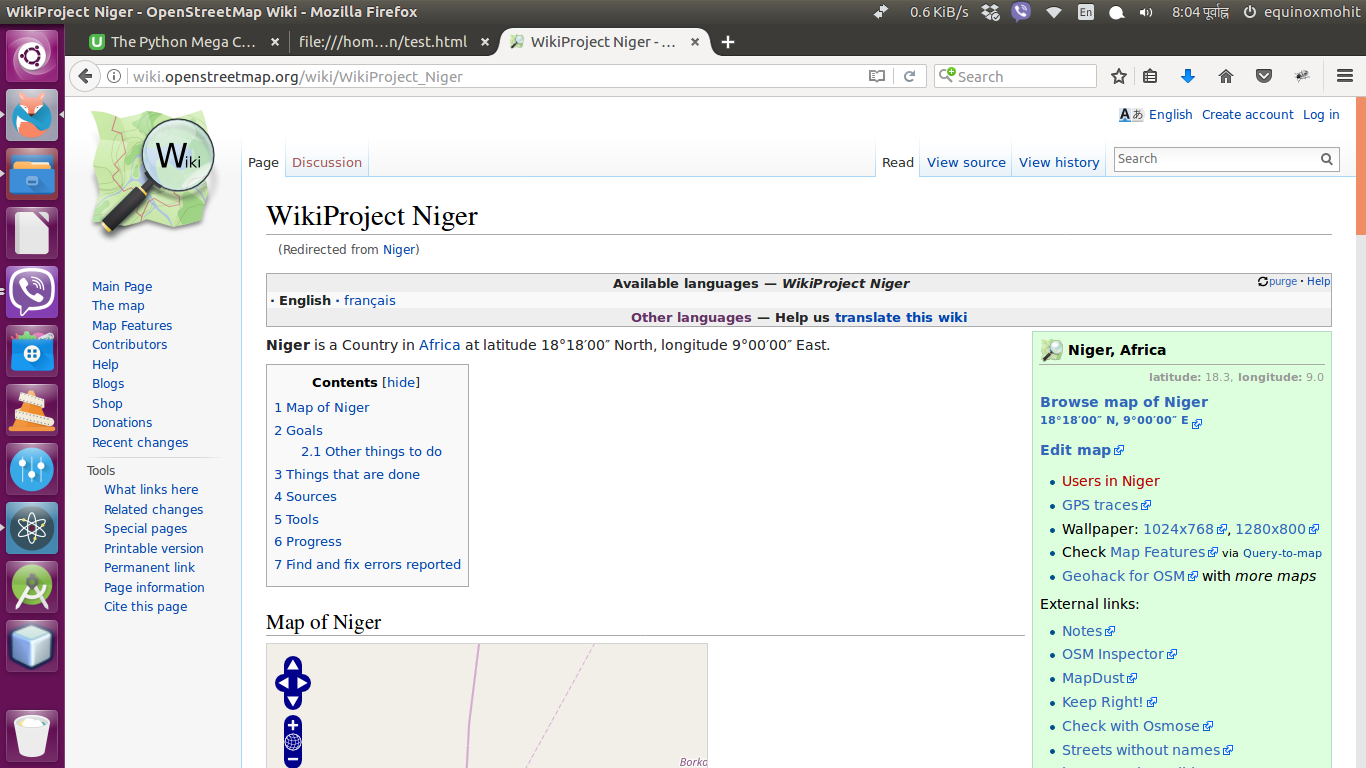 WikiProject Niger - OpenStreetMap Wiki - Mozilla Firefox
0.6 KiB/s
En
8:04 पूर्वाह्न
equinoxmohit
The Python Mega C...
file:///hom...n/test.html
WikiProject Niger - ...
wiki.openstreetmap.org/wiki/WikiProject_Niger
Search
English Create account Log in
Wiki
Page Discussion
Read View source View history
Search
WikiProject Niger
(Redirected from Niger)
Available languages — WikiProject Niger
purge · Help
· English · français
Other languages — Help us translate this wiki
Niger is a Country in Africa at latitude 18°18′00″ North, longitude 9°00′00″ East.
Contents [hide]
1 Map of Niger
2 Goals
2.1 Other things to do
3 Things that are done
4 Sources
5 Tools
6 Progress
7 Find and fix errors reported
Map of Niger
Borko
Main Page
The map
Map Features
Contributors
Help
Blogs
Shop
Donations
Recent changes
Tools
What links here
Related changes
Special pages
Printable version
Permanent link
Page information
Cite this page
Niger, Africa
latitude: 18.3, longitude: 9.0
Browse map of Niger
18°18′00″ N, 9°00′00″ E
Edit map
• Users in Niger
• GPS traces
• Wallpaper: 1024x768, 1280x800
• Check Map Features via Query-to-map
• Geohack for OSM with more maps
External links:
• Notes
• OSM Inspector
• MapDust
• Keep Right!
• Check with Osmose
• Streets without names